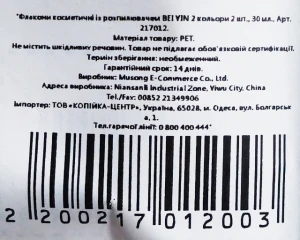 "Флакони косметичні із розпилювачем BEI YIN 2 кольори 2 шт., 30 мл., Арт.
217012.
Матеріал товару: PET.
Не містить шкідливих речовин. Товар не підлягає обов'язковій сертифікації.
Термін зберігання: необмежений.
Гарантійний срок: 14 днів.
Виробник: Musong E-Commerce Co., Ltd.
Адреса виробника: Niansanli Industrial Zone, Yiwu City, China
Tel./Fax: 00852 21349906
Імпортер: ТОВ «КОПІЙКА-ЦЕНТР», Україна, 65028, м. Одеса, вул. Болгарськ
а, 1.
Тел.гарячої лінії: 0 800 400 444"
2 200217 012003